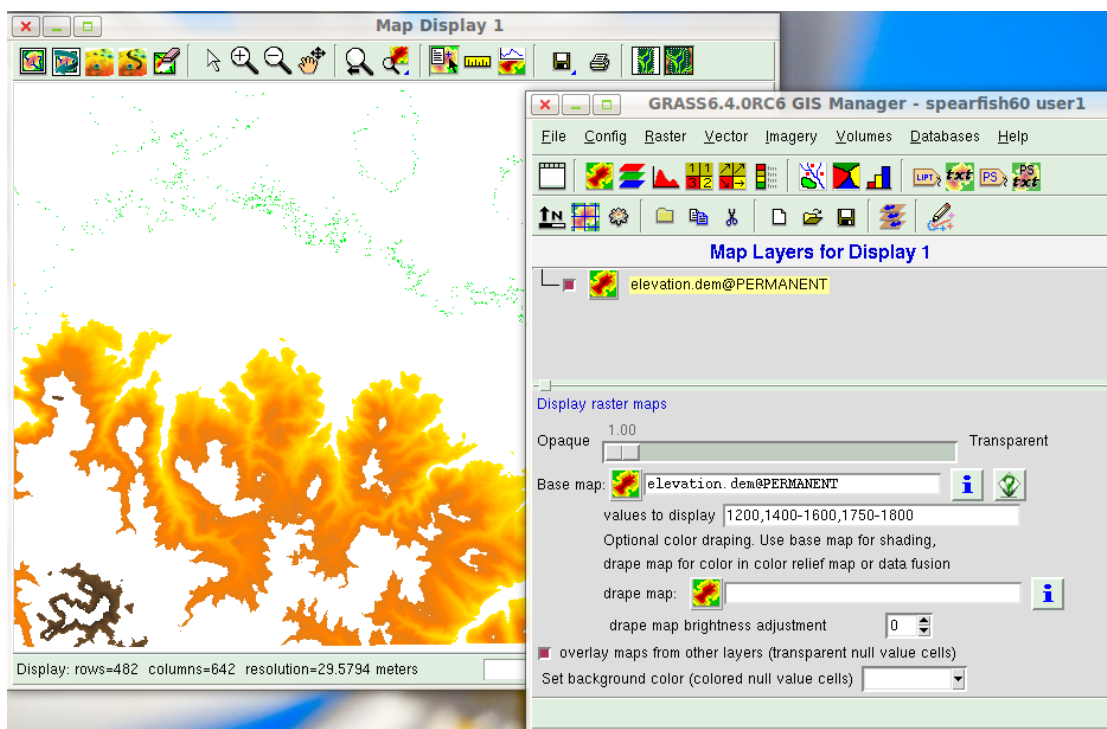 Map Display 1
GRASS6.4.0RC6 GIS Manager - spearfish60 user1
File Config Raster Vector Imagery Volumes Databases Help
Map Layers for Display 1
elevation.dem@PERMANENT
Display raster maps
1.00
Opaque Transparent
Base map: elevation.dem@PERMANENT
values to display 1200,1400-1600,1750-1800
Optional color draping. Use base map for shading,
drape map for color in color relief map or data fusion
drape map:
drape map brightness adjustment 0
overlay maps from other layers (transparent null value cells)
Set background color (colored null value cells)
Display: rows=482 columns=642 resolution=29.5794 meters